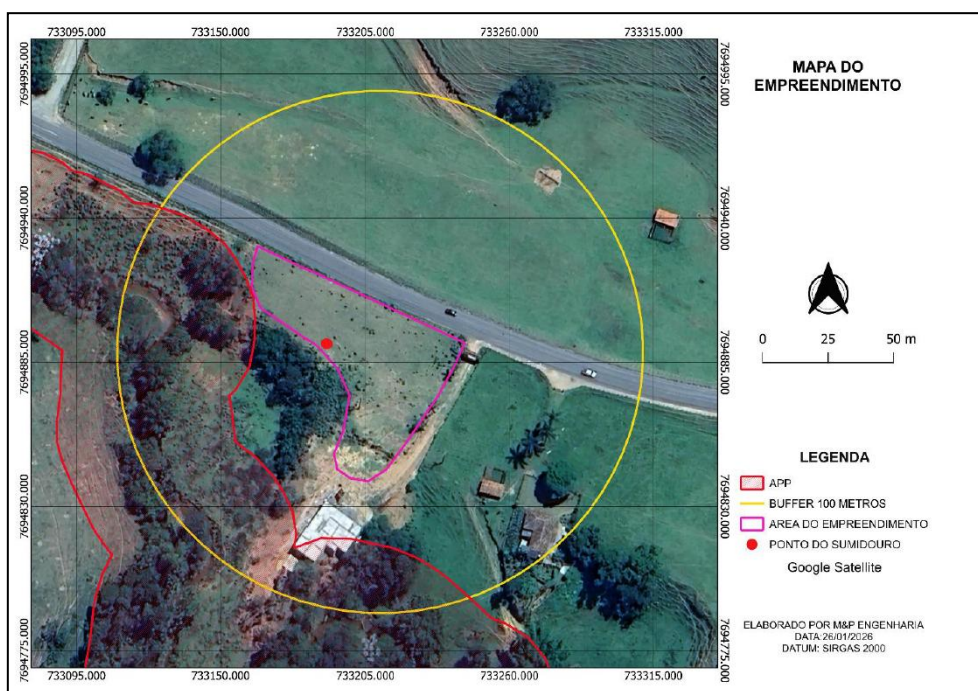 733095.000 733150.000 733205.000 733260.000 733315.000
7694995.000 7694995.000
7694940.000 7694940.000
7694885.000 7694885.000
7694830.000 7694830.000
7694775.000 7694775.000
733095.000 733150.000 733205.000 733260.000 733315.000
MAPA DO
EMPREENDIMENTO
0 25 50 m
LEGENDA
APP
BUFFER 100 METROS
AREA DO EMPREENDIMENTO
PONTO DO SUMIDOURO
Google Satellite
ELABORADO POR M&P ENGENHARIA
DATA:26/01/2026
DATUM: SIRGAS 2000